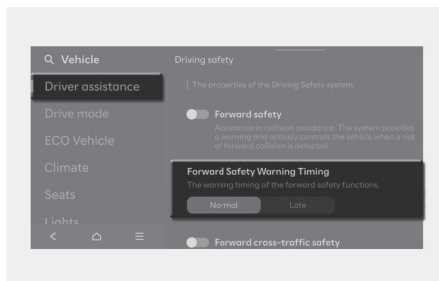 Vehicle
Driving safety
Driver assistance
The properties of the Driving Safety system.
Drive mode
Forward safety
Assistance in collision avoidance. The system provides
a warning and actively controls the vehicle when a risk
of forward collision is detected.
ECO Vehicle
Climate
Forward Safety Warning Timing
The warning timing of the forward safety functions.
Seats
Normal
Late
Lights
Forward cross-traffic safety